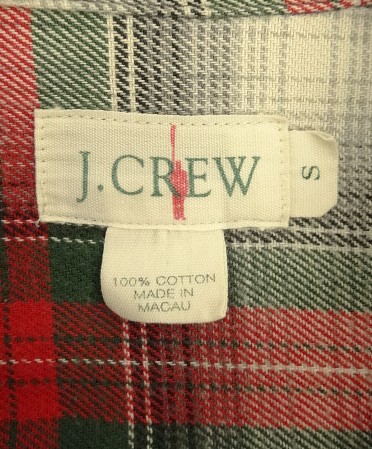 J.CREW
S
100% COTTON
MADE IN
MACAU